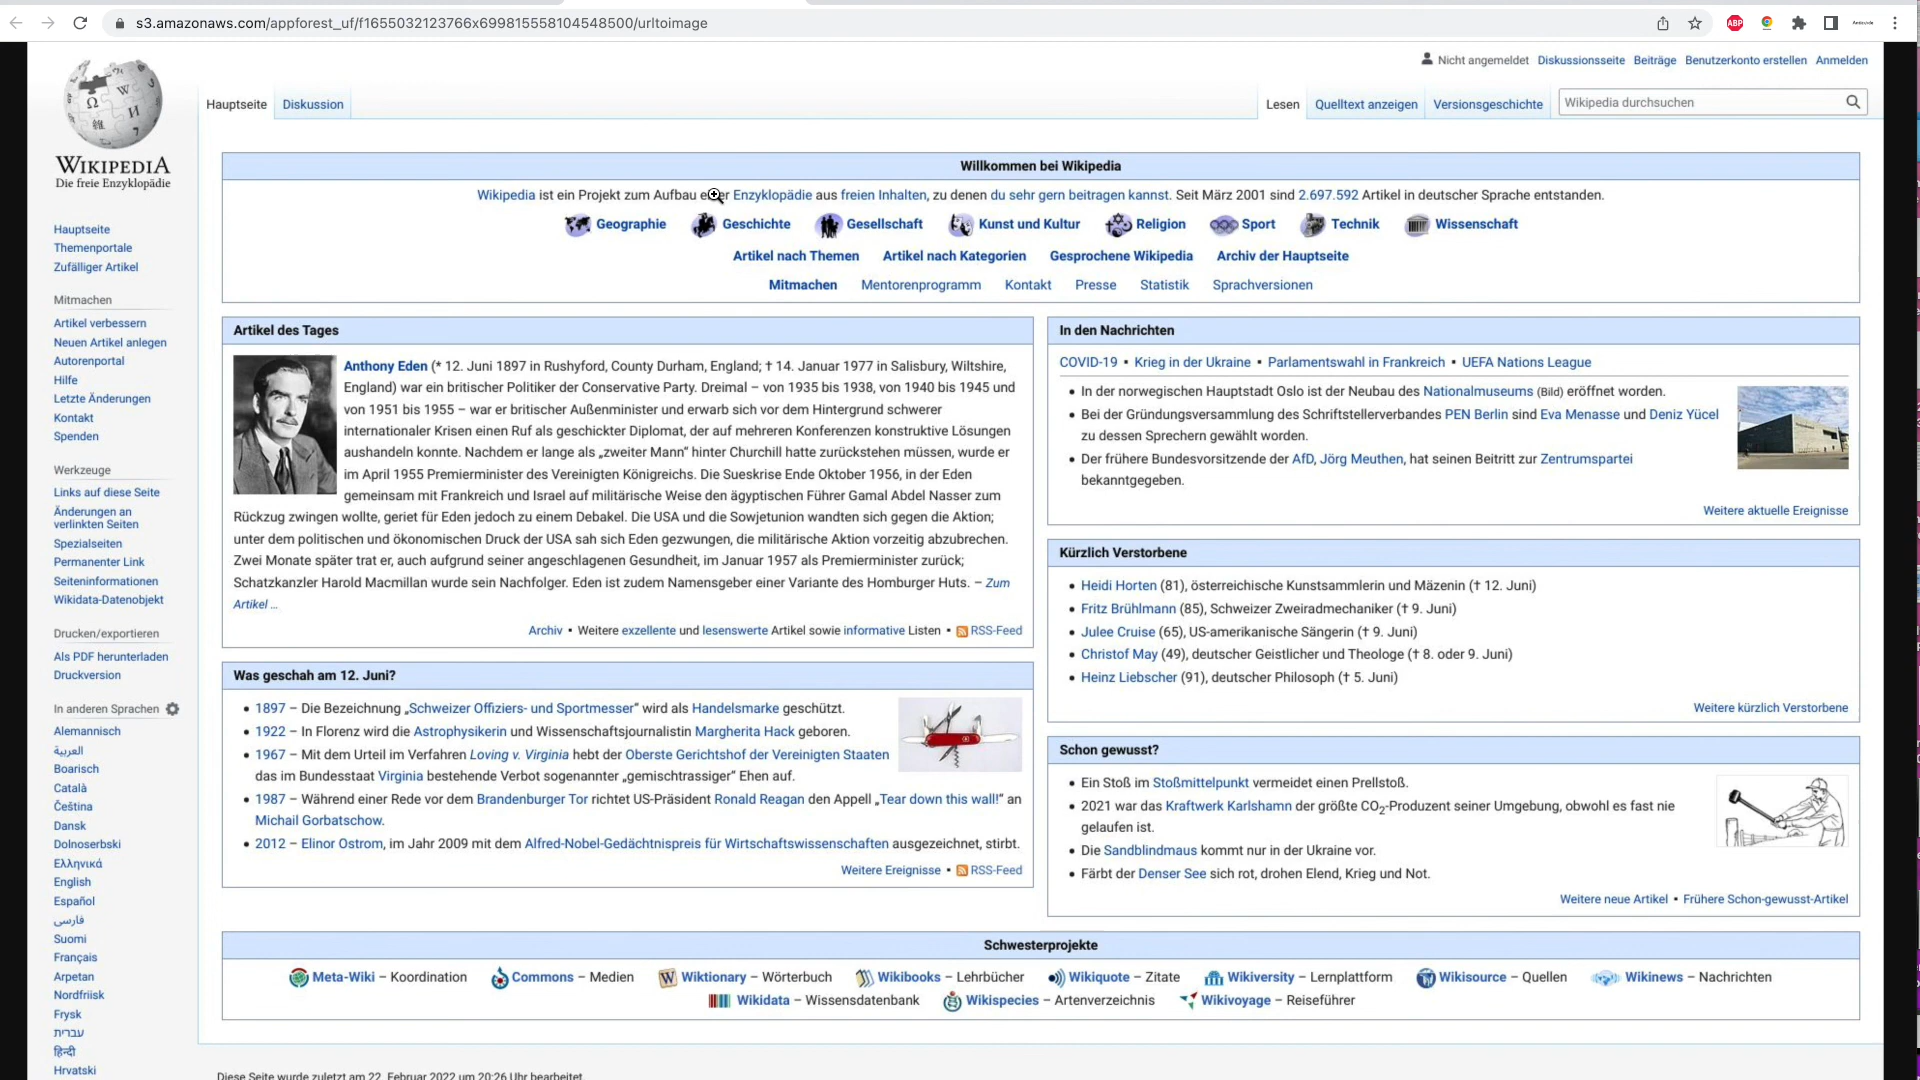 s3.amazonaws.com/appforest_uf/f1655032123766x699815558104548500/urltoimage
ABP
Nicht angemeldet Diskussionsseite Beiträge Benutzerkonto erstellen Anmelden
Hauptseite Diskussion
Lesen Quelltext anzeigen Versionsgeschichte Wikipedia durchsuchen
WIKIPEDIA
Die freie Enzyklopädie
Hauptseite
Themenportale
Zufälliger Artikel
Mitmachen
Artikel verbessern
Neuen Artikel anlegen
Autorenportal
Hilfe
Letzte Änderungen
Kontakt
Spenden
Werkzeuge
Links auf diese Seite
Änderungen an
verlinkten Seiten
Spezialseiten
Permanenter Link
Seiteninformationen
Wikidata-Datenobjekt
Drucken/exportieren
Als PDF herunterladen
Druckversion
In anderen Sprachen
Alemannisch
العربية
Boarisch
Català
Čeština
Dansk
Dolnoserbski
Ελληνικά
English
Español
فارسی
Suomi
Français
Arpetan
Nordfriisk
Frysk
עברית
हिन्दी
Hrvatski
Willkommen bei Wikipedia
Wikipedia ist ein Projekt zum Aufbau einer Enzyklopädie aus freien Inhalten, zu denen du sehr gern beitragen kannst. Seit März 2001 sind 2.697.592 Artikel in deutscher Sprache entstanden.
Geographie Geschichte Gesellschaft Kunst und Kultur Religion Sport Technik Wissenschaft
Artikel nach Themen Artikel nach Kategorien Gesprochene Wikipedia Archiv der Hauptseite
Mitmachen Mentorenprogramm Kontakt Presse Statistik Sprachversionen
Artikel des Tages
Anthony Eden (* 12. Juni 1897 in Rushyford, County Durham, England; † 14. Januar 1977 in Salisbury, Wiltshire,
England) war ein britischer Politiker der Conservative Party. Dreimal – von 1935 bis 1938, von 1940 bis 1945 und
von 1951 bis 1955 – war er britischer Außenminister und erwarb sich vor dem Hintergrund schwerer
internationaler Krisen einen Ruf als geschickter Diplomat, der auf mehreren Konferenzen konstruktive Lösungen
aushandeln konnte. Nachdem er lange als „zweiter Mann“ hinter Churchill hatte zurückstehen müssen, wurde er
im April 1955 Premierminister des Vereinigten Königreichs. Die Sueskrise Ende Oktober 1956, in der Eden
gemeinsam mit Frankreich und Israel auf militärische Weise den ägyptischen Führer Gamal Abdel Nasser zum
Rückzug zwingen wollte, geriet für Eden jedoch zu einem Debakel. Die USA und die Sowjetunion wandten sich gegen die Aktion;
unter dem politischen und ökonomischen Druck der USA sah sich Eden gezwungen, die militärische Aktion vorzeitig abzubrechen.
Zwei Monate später trat er, auch aufgrund seiner angeschlagenen Gesundheit, im Januar 1957 als Premierminister zurück;
Schatzkanzler Harold Macmillan wurde sein Nachfolger. Eden ist zudem Namensgeber einer Variante des Homburger Huts. – Zum
Artikel ...
Archiv ▪ Weitere exzellente und lesenswerte Artikel sowie informative Listen ▪ RSS-Feed
Was geschah am 12. Juni?
• 1897 – Die Bezeichnung „Schweizer Offiziers- und Sportmesser“ wird als Handelsmarke geschützt.
• 1922 – In Florenz wird die Astrophysikerin und Wissenschaftsjournalistin Margherita Hack geboren.
• 1967 – Mit dem Urteil im Verfahren Loving v. Virginia hebt der Oberste Gerichtshof der Vereinigten Staaten
das im Bundesstaat Virginia bestehende Verbot sogenannter „gemischtrassiger“ Ehen auf.
• 1987 – Während einer Rede vor dem Brandenburger Tor richtet US-Präsident Ronald Reagan den Appell „Tear down this wall!“ an
Michail Gorbatschow.
• 2012 – Elinor Ostrom, im Jahr 2009 mit dem Alfred-Nobel-Gedächtnispreis für Wirtschaftswissenschaften ausgezeichnet, stirbt.
Weitere Ereignisse ▪ RSS-Feed
In den Nachrichten
COVID-19 ▪ Krieg in der Ukraine ▪ Parlamentswahl in Frankreich ▪ UEFA Nations League
• In der norwegischen Hauptstadt Oslo ist der Neubau des Nationalmuseums (Bild) eröffnet worden.
• Bei der Gründungsversammlung des Schriftstellerverbandes PEN Berlin sind Eva Menasse und Deniz Yücel
zu dessen Sprechern gewählt worden.
• Der frühere Bundesvorsitzende der AfD, Jörg Meuthen, hat seinen Beitritt zur Zentrumspartei
bekanntgegeben.
Weitere aktuelle Ereignisse
Kürzlich Verstorbene
• Heidi Horten (81), österreichische Kunstsammlerin und Mäzenin († 12. Juni)
• Fritz Brühlmann (85), Schweizer Zweiradmechaniker († 9. Juni)
• Julee Cruise (65), US-amerikanische Sängerin († 9. Juni)
• Christof May (49), deutscher Geistlicher und Theologe († 8. oder 9. Juni)
• Heinz Liebscher (91), deutscher Philosoph († 5. Juni)
Weitere kürzlich Verstorbene
Schon gewusst?
• Ein Stoß im Stoßmittelpunkt vermeidet einen Prellstoß.
• 2021 war das Kraftwerk Karlshamn der größte CO₂-Produzent seiner Umgebung, obwohl es fast nie
gelaufen ist.
• Die Sandblindmaus kommt nur in der Ukraine vor.
• Färbt der Denser See sich rot, drohen Elend, Krieg und Not.
Weitere neue Artikel ▪ Frühere Schon-gewusst-Artikel
Schwesterprojekte
Meta-Wiki – Koordination Commons – Medien Wiktionary – Wörterbuch Wikibooks – Lehrbücher Wikiquote – Zitate Wikiversity – Lernplattform Wikisource – Quellen Wikinews – Nachrichten
Wikidata – Wissensdatenbank Wikispecies – Artenverzeichnis Wikivoyage – Reiseführer
Diese Seite wurde zuletzt am 22. Februar 2022 um 20:26 Uhr bearbeitet.